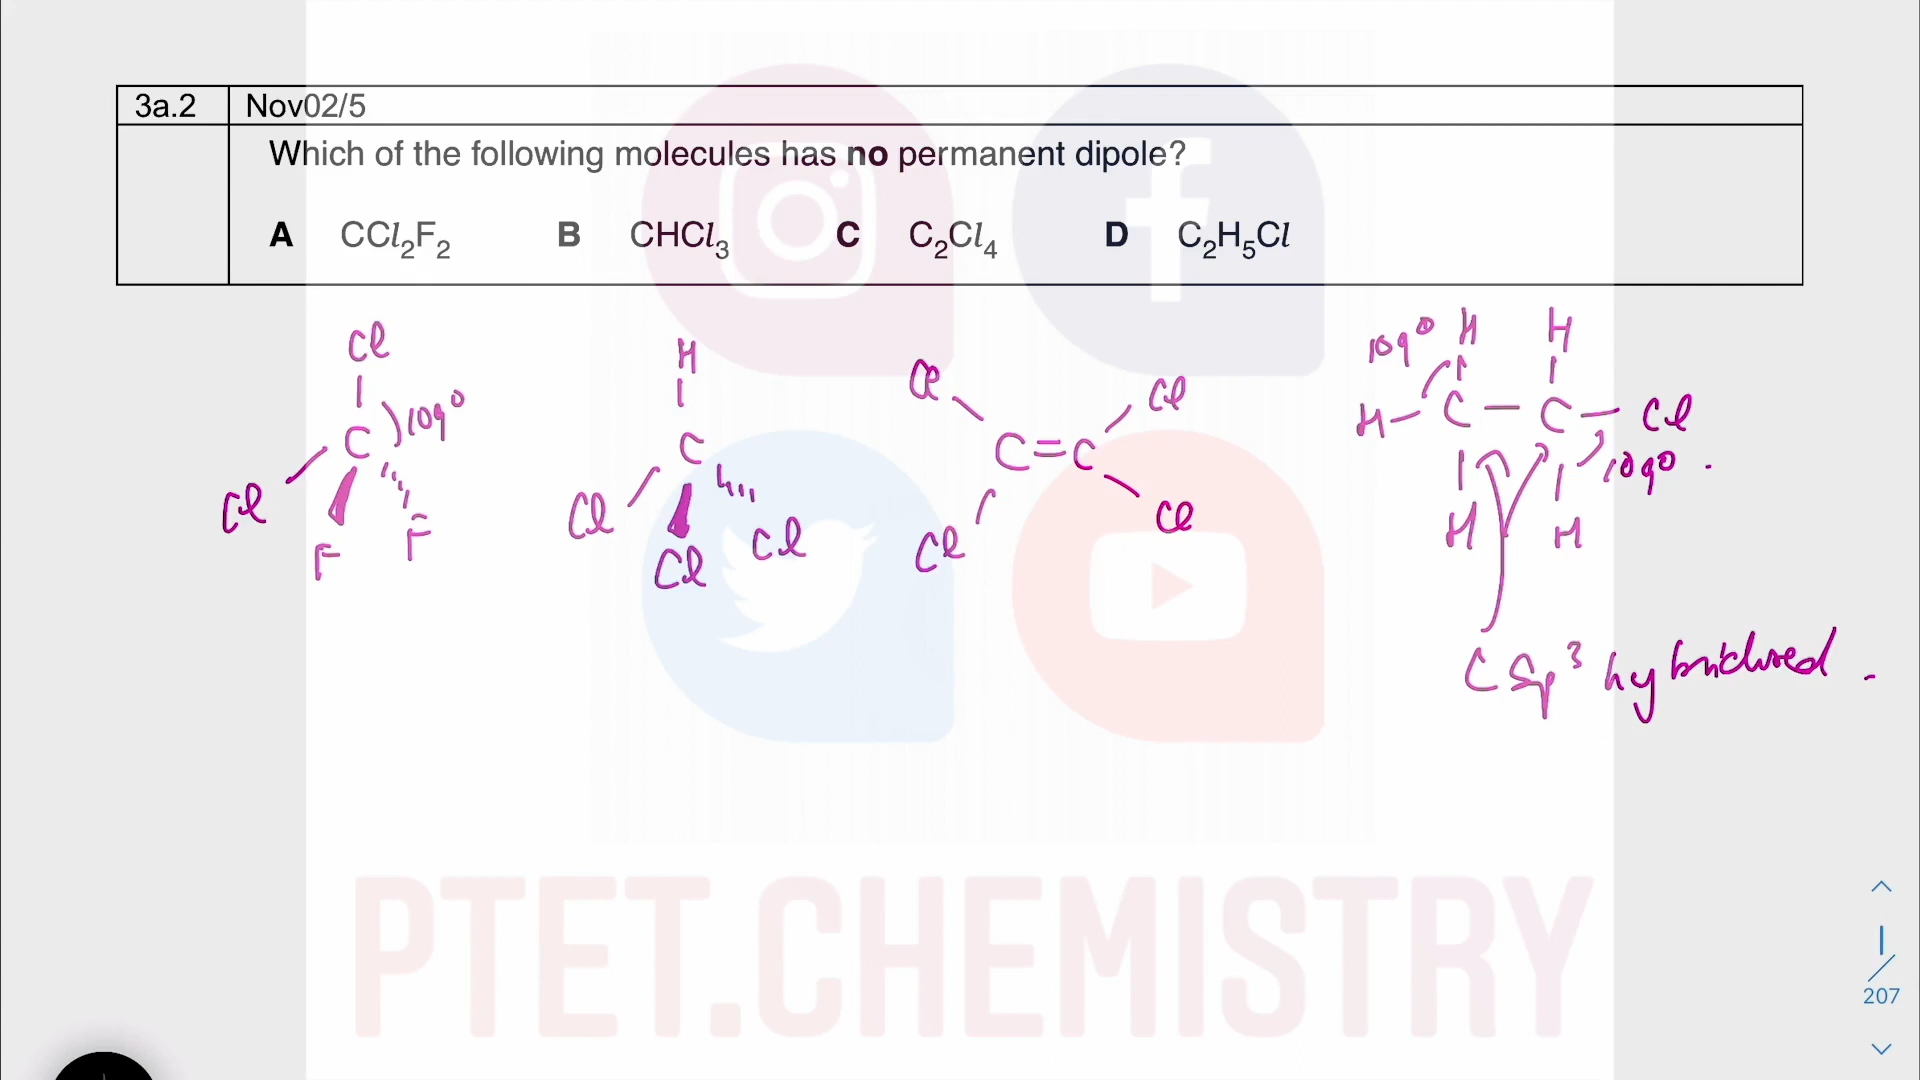 3a.2 Nov02/5
Which of the following molecules has no permanent dipole?
A CCl₂F₂ B CHCl₃ C C₂Cl₄ D C₂H₅Cl
Cl
C 109°
Cl
F F
H
C
Cl Cl Cl
Cl Cl
C=C
Cl Cl
109° H H
H-C-C-Cl
109°.
H H
C sp³ hybridised.
PTET.CHEMISTRY
1/207